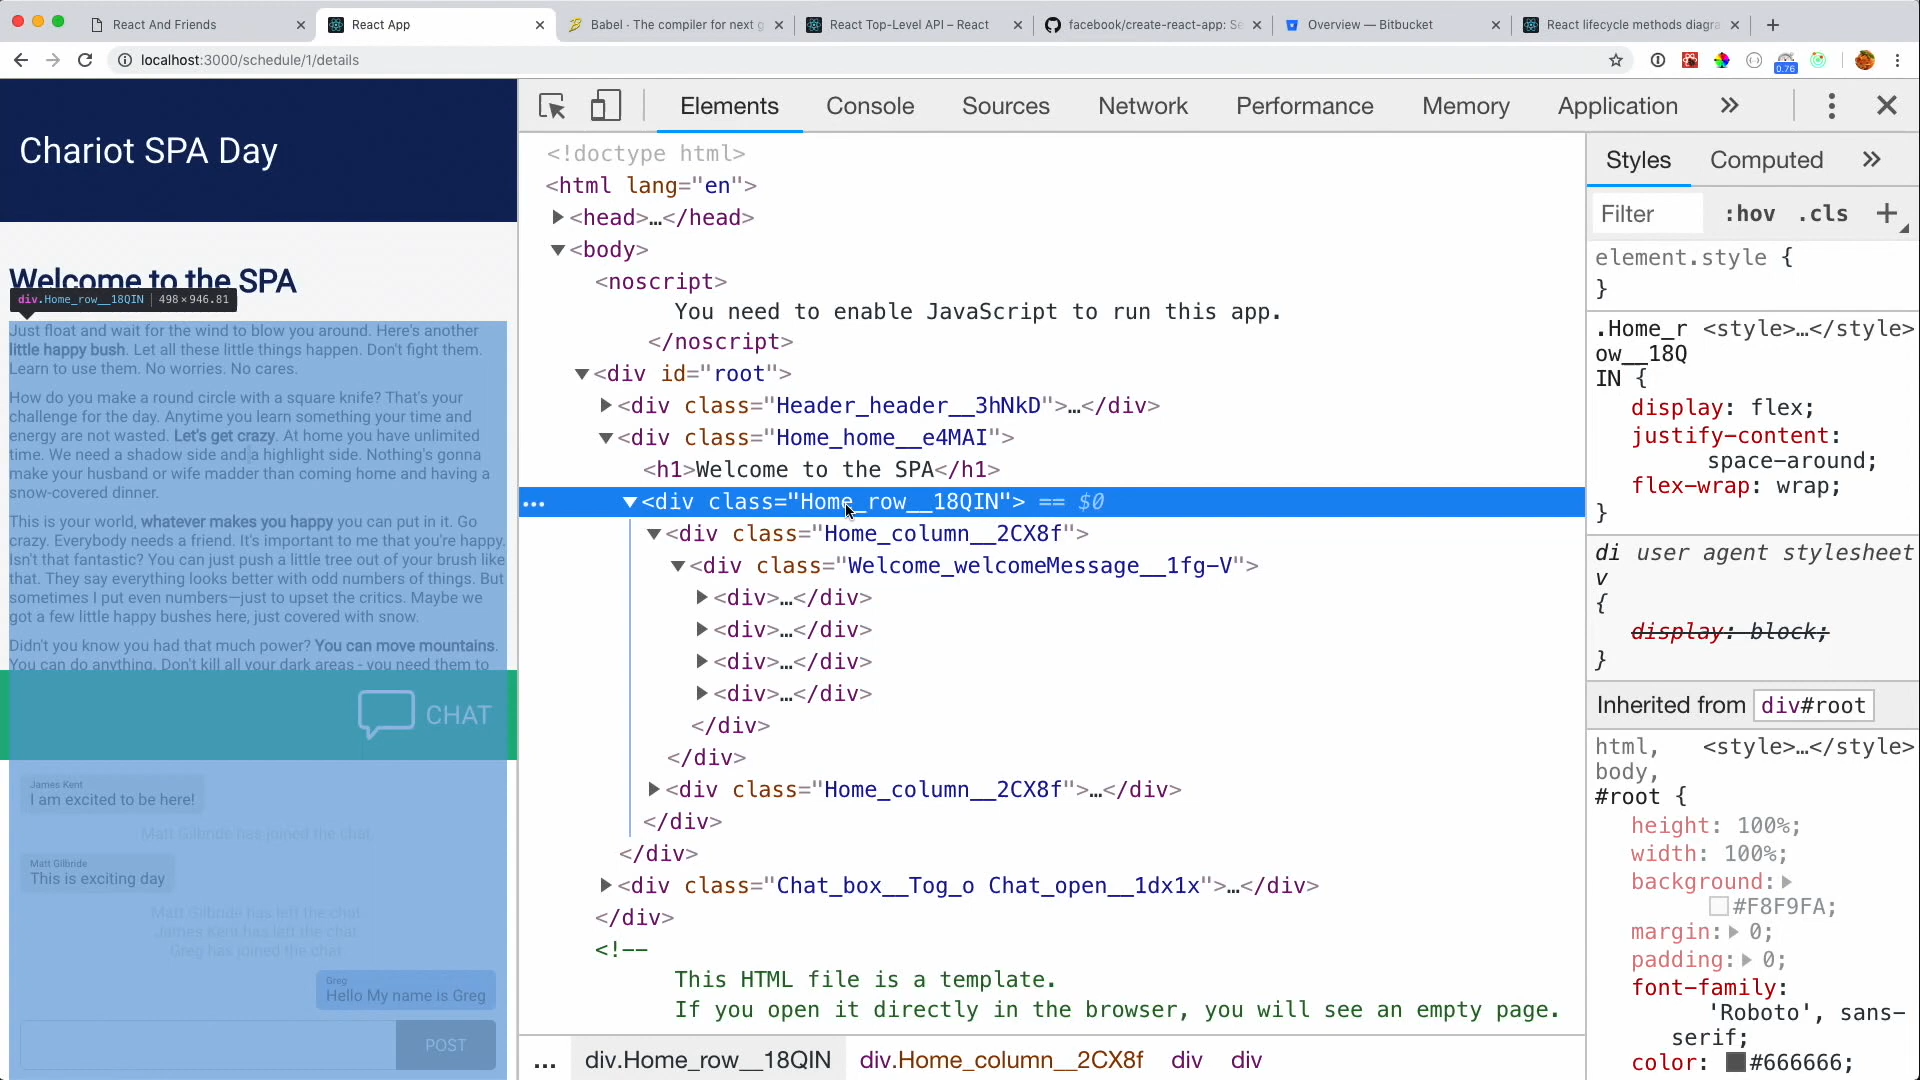 React And Friends
React App
Babel · The compiler for next g
React Top-Level API – React
facebook/create-react-app: Se
Overview — Bitbucket
React lifecycle methods diagra
localhost:3000/schedule/1/details
0.76
Chariot SPA Day
Welcome to the SPA
div.Home_row__18QIN | 498×946.81
Just float and wait for the wind to blow you around. Here's another
little happy bush. Let all these little things happen. Don't fight them.
Learn to use them. No worries. No cares.
How do you make a round circle with a square knife? That's your
challenge for the day. Anytime you learn something your time and
energy are not wasted. Let's get crazy. At home you have unlimited
time. We need a shadow side and a highlight side. Nothing's gonna
make your husband or wife madder than coming home and having a
snow-covered dinner.
This is your world, whatever makes you happy you can put in it. Go
crazy. Everybody needs a friend. It's important to me that you're happy.
Isn't that fantastic? You can just push a little tree out of your brush like
that. They say everything looks better with odd numbers of things. But
sometimes I put even numbers—just to upset the critics. Maybe we
got a few little happy bushes here, just covered with snow.
Didn't you know you had that much power? You can move mountains.
You can do anything. Don't kill all your dark areas - you need them to
CHAT
James Kent
I am excited to be here!
Matt Gilbride has joined the chat.
Matt Gilbride
This is exciting day
Matt Gilbride has left the chat.
James Kent has left the chat.
Greg has joined the chat.
Greg
Hello My name is Greg
POST
Elements
Console
Sources
Network
Performance
Memory
Application
<!doctype html>
<html lang="en">
<head>…</head>
<body>
<noscript>
You need to enable JavaScript to run this app.
</noscript>
<div id="root">
<div class="Header_header__3hNkD">…</div>
<div class="Home_home__e4MAI">
<h1>Welcome to the SPA</h1>
… <div class="Home_row__18QIN"> == $0
<div class="Home_column__2CX8f">
<div class="Welcome_welcomeMessage__1fg-V">
<div>…</div>
<div>…</div>
<div>…</div>
<div>…</div>
</div>
</div>
<div class="Home_column__2CX8f">…</div>
</div>
</div>
<div class="Chat_box__Tog_o Chat_open__1dx1x">…</div>
</div>
<!--
This HTML file is a template.
If you open it directly in the browser, you will see an empty page.
… div.Home_row__18QIN div.Home_column__2CX8f div div
Styles
Computed
Filter
:hov .cls +
element.style {
}
.Home_r <style>…</style>
ow__18Q
IN {
display: flex;
justify-content:
space-around;
flex-wrap: wrap;
}
di user agent stylesheet
v
{
display: block;
}
Inherited from div#root
html, <style>…</style>
body,
#root {
height: 100%;
width: 100%;
background:
#F8F9FA;
margin: 0;
padding: 0;
font-family:
'Roboto', sans-
serif;
color: #666666;